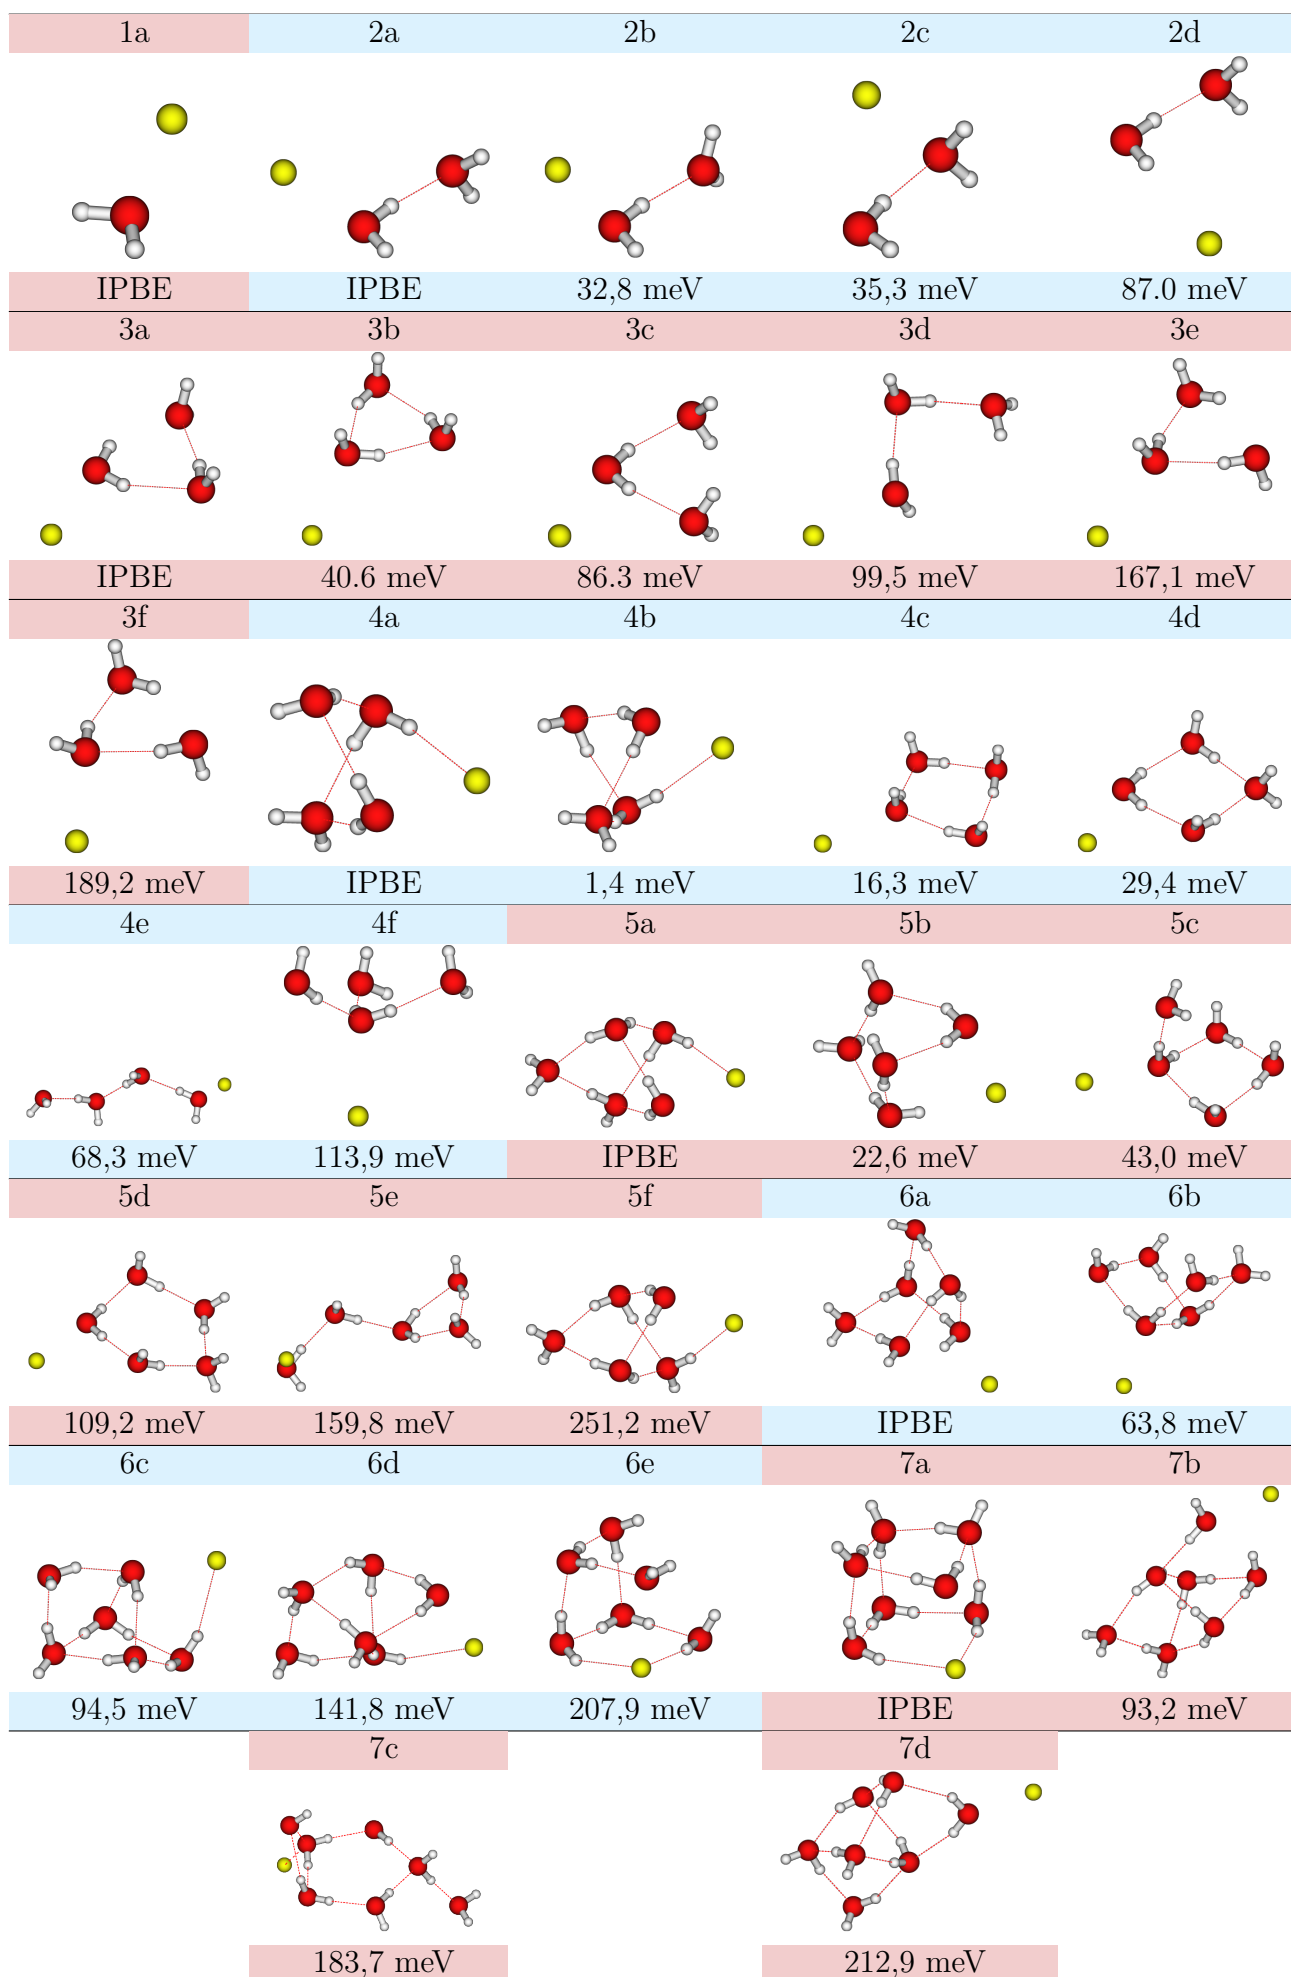 1a 2a 2b 2c 2d
IPBE IPBE 32,8 meV 35,3 meV 87.0 meV
3a 3b 3c 3d 3e
IPBE 40.6 meV 86.3 meV 99,5 meV 167,1 meV
3f 4a 4b 4c 4d
189,2 meV IPBE 1,4 meV 16,3 meV 29,4 meV
4e 4f 5a 5b 5c
68,3 meV 113,9 meV IPBE 22,6 meV 43,0 meV
5d 5e 5f 6a 6b
109,2 meV 159,8 meV 251,2 meV IPBE 63,8 meV
6c 6d 6e 7a 7b
94,5 meV 141,8 meV 207,9 meV IPBE 93,2 meV
7c 7d
183,7 meV 212,9 meV